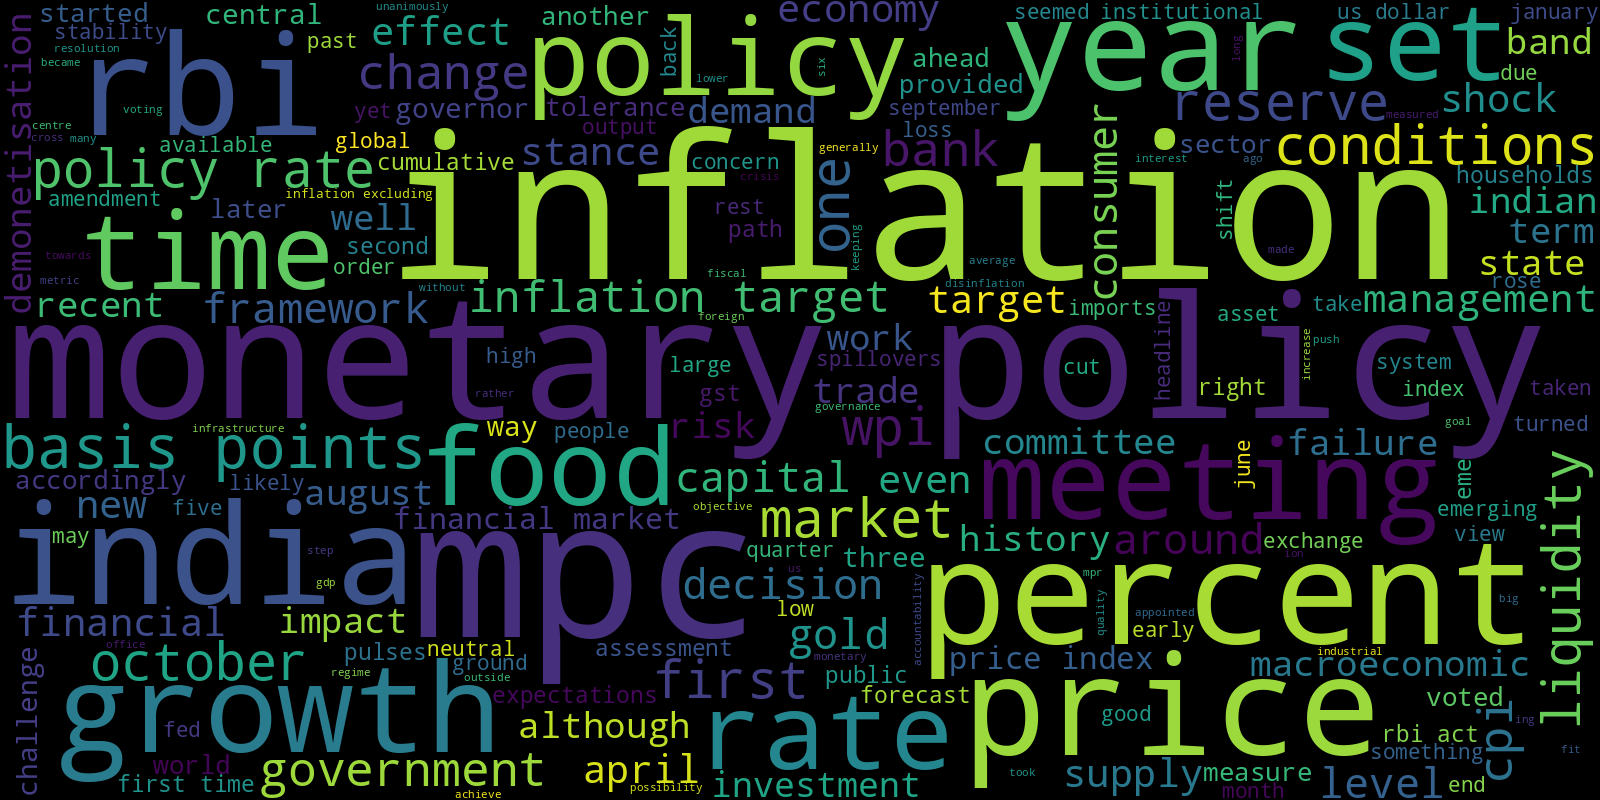 started
central
unanimously
another
economy
seemed institutional
us dollar
january
stability
past
effect
policy
back
six
ahead
year
long
set
band
resolution
became
rbi
change
lower
provided
due
demonetisation
voting
yet
governor
tolerance
demand
september
consumer
reserve
measured
shock
centre
cross
many
available
global
output
loss
policy rate
cumulative
stance
concern
generally
bank
interest
sector
ago
conditions
amendment
inflation excluding
inflation
crisis
one
shift
households
later
well
rest
path
indian
time
second
order
keeping
made
term
towards
metric
without
fiscal
average
disinflation
state
rose
recent
framework
inflation target
foreign
target
imports
asset
take
management
monetary policy
high
large
work
spillovers
cut
headline
increase
push
system
rather
gst
trade
right
index
taken
infrastructure
way
people
risk
governance
wpi
committee
failure
goal
turned
basis points
food
capital
even
meeting
june
eme
liquidity
accordingly
likely
august
objective
new
five
financial market
market
history
around
exchange
emerging
view
may
step
india
mpc
quarter
three
us
mpr
ion
percent
gdp
decision
accountability
quality
big
financial
impact
low
appointed
early
office
pulses
neutral
assessment
gold
industrial
october
ground
monetary
price index
macroeconomic
challenge
regime
outside
expectations
first
public
forecast
price
voted
growth
although
rate
good
rbi act
cpi
ing
fed
something
fit
world
first time
government
april
took
supply
measure
level
end
achieve
possibility
investment
month